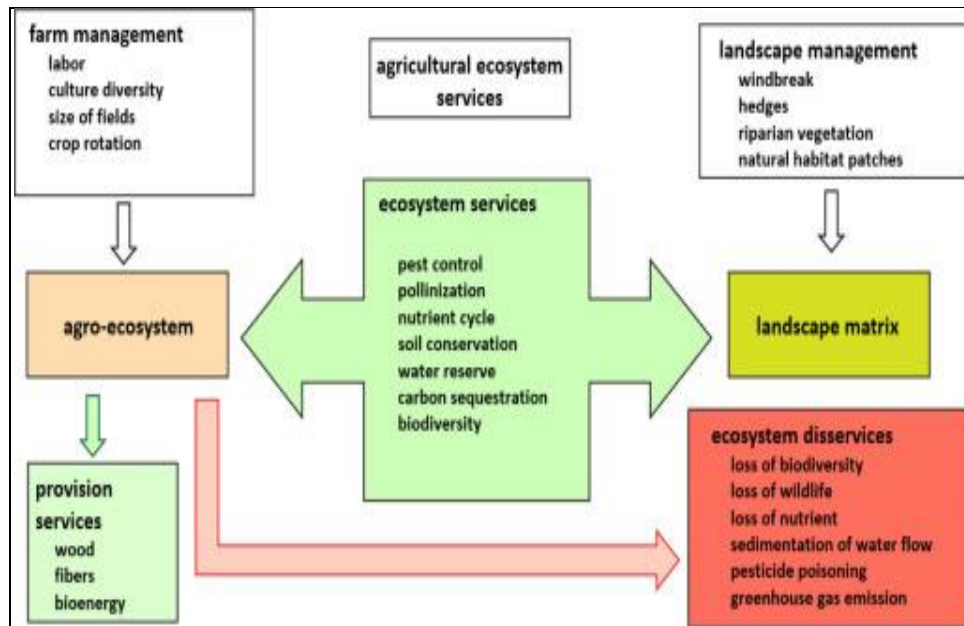 farm management
labor
culture diversity
size of fields
crop rotation
agricultural ecosystem
services
landscape management
windbreak
hedges
riparian vegetation
natural habitat patches
ecosystem services
pest control
pollinization
nutrient cycle
soil conservation
water reserve
carbon sequestration
biodiversity
agro-ecosystem
landscape matrix
provision
services
wood
fibers
bioenergy
ecosystem disservices
loss of biodiversity
loss of wildlife
loss of nutrient
sedimentation of water flow
pesticide poisoning
greenhouse gas emission